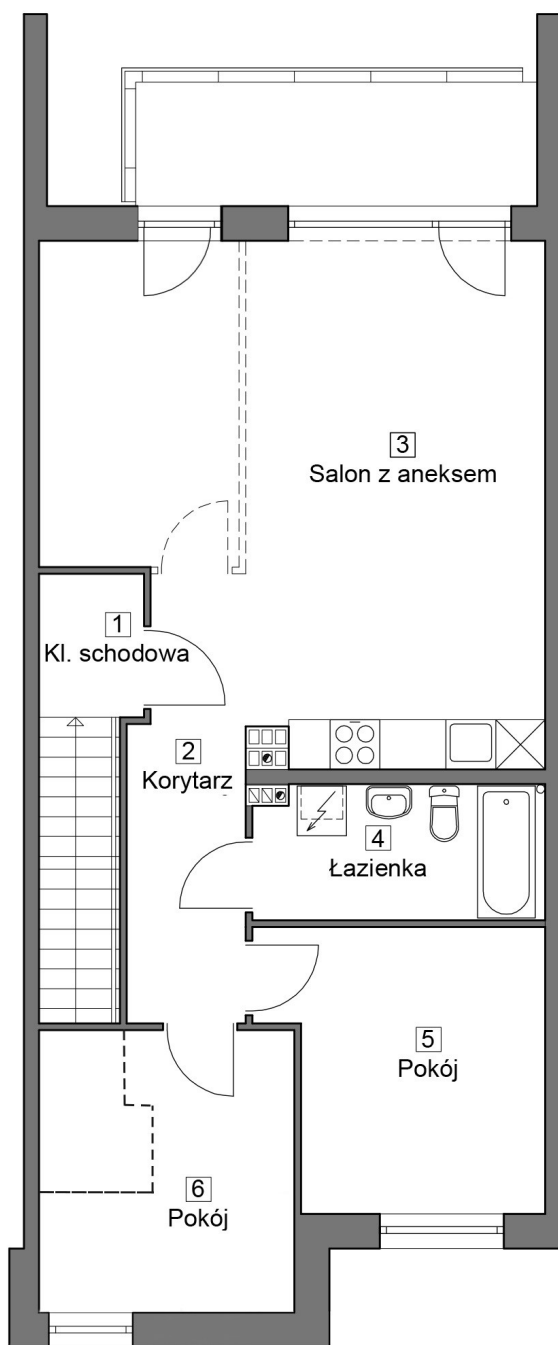 3
Salon z aneksem
1
Kl. schodowa
2
Korytarz
4
Łazienka
5
Pokój
6
Pokój